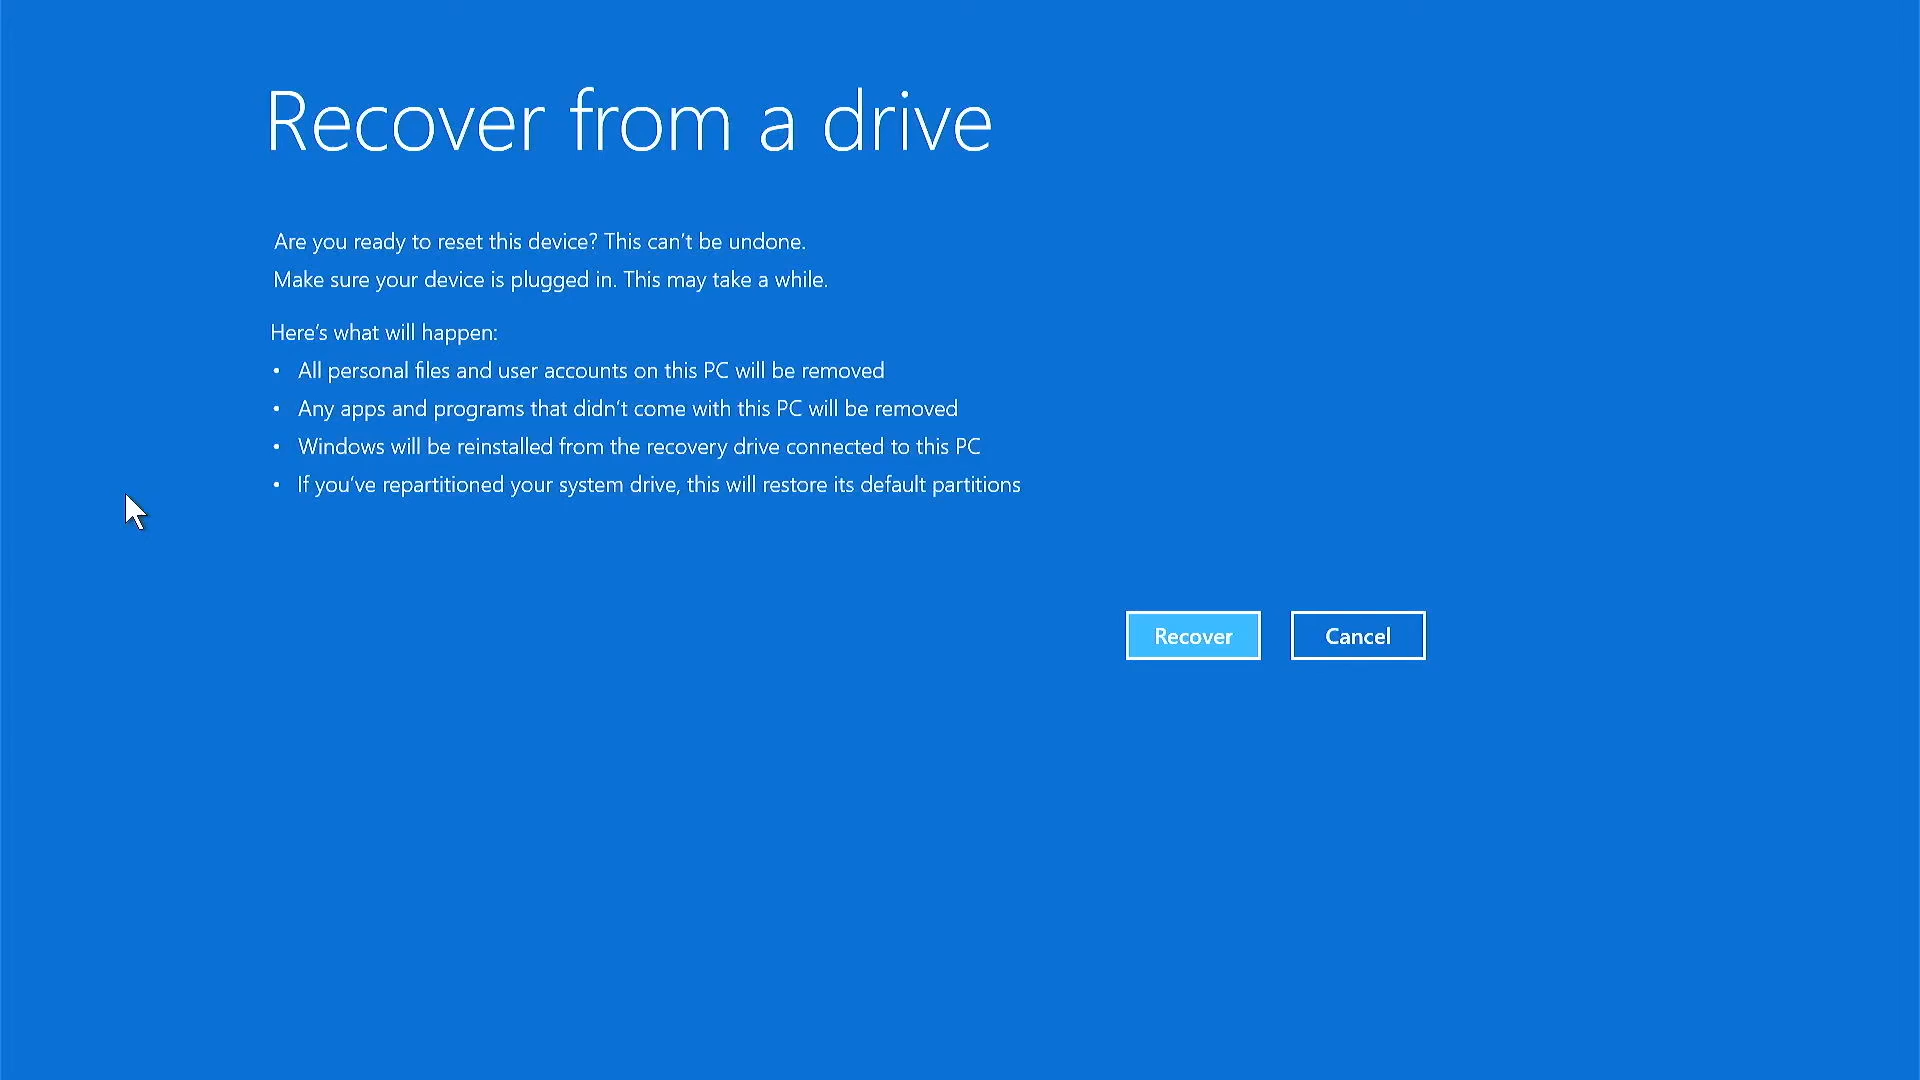 Recover from a drive
Are you ready to reset this device? This can't be undone.
Make sure your device is plugged in. This may take a while.
Here's what will happen:
• All personal files and user accounts on this PC will be removed
• Any apps and programs that didn't come with this PC will be removed
• Windows will be reinstalled from the recovery drive connected to this PC
• If you've repartitioned your system drive, this will restore its default partitions
Recover Cancel